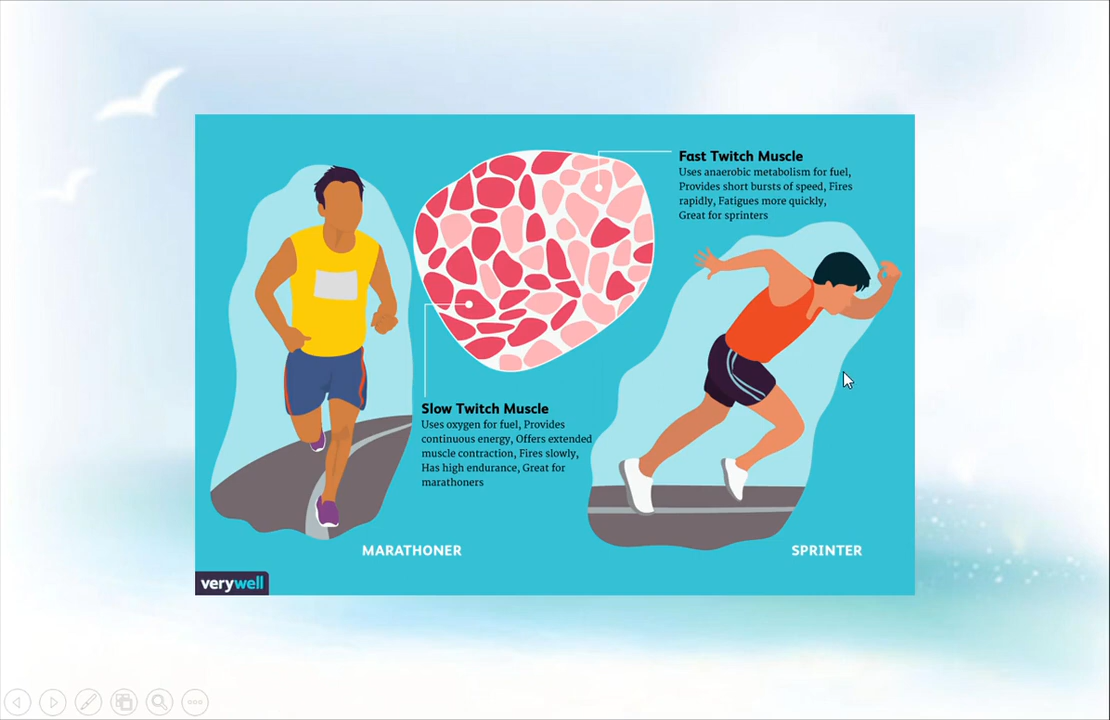 Fast Twitch Muscle
Uses anaerobic metabolism for fuel,
Provides short bursts of speed, Fires
rapidly, Fatigues more quickly,
Great for sprinters
Slow Twitch Muscle
Uses oxygen for fuel, Provides
continuous energy, Offers extended
muscle contraction, Fires slowly,
Has high endurance, Great for
marathoners
MARATHONER
SPRINTER
verywell